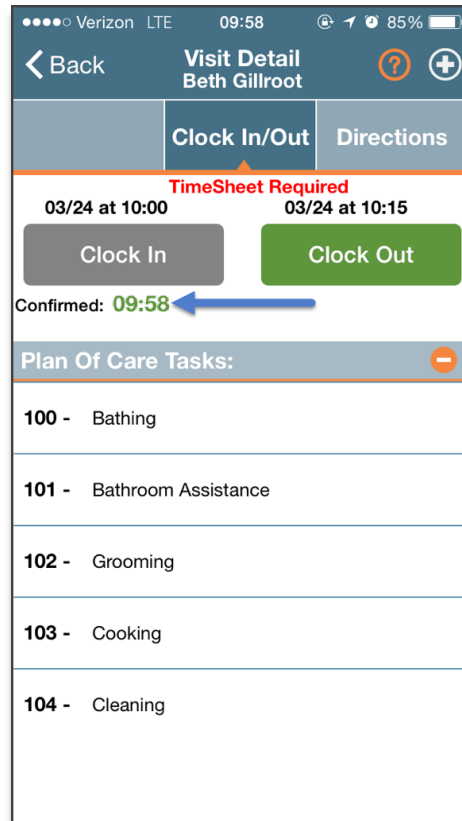 Verizon LTE 09:58 85%
Back Visit Detail ?
Beth Gillroot
Clock In/Out Directions
TimeSheet Required
03/24 at 10:00 03/24 at 10:15
Clock In Clock Out
Confirmed: 09:58
Plan Of Care Tasks:
100 - Bathing
101 - Bathroom Assistance
102 - Grooming
103 - Cooking
104 - Cleaning